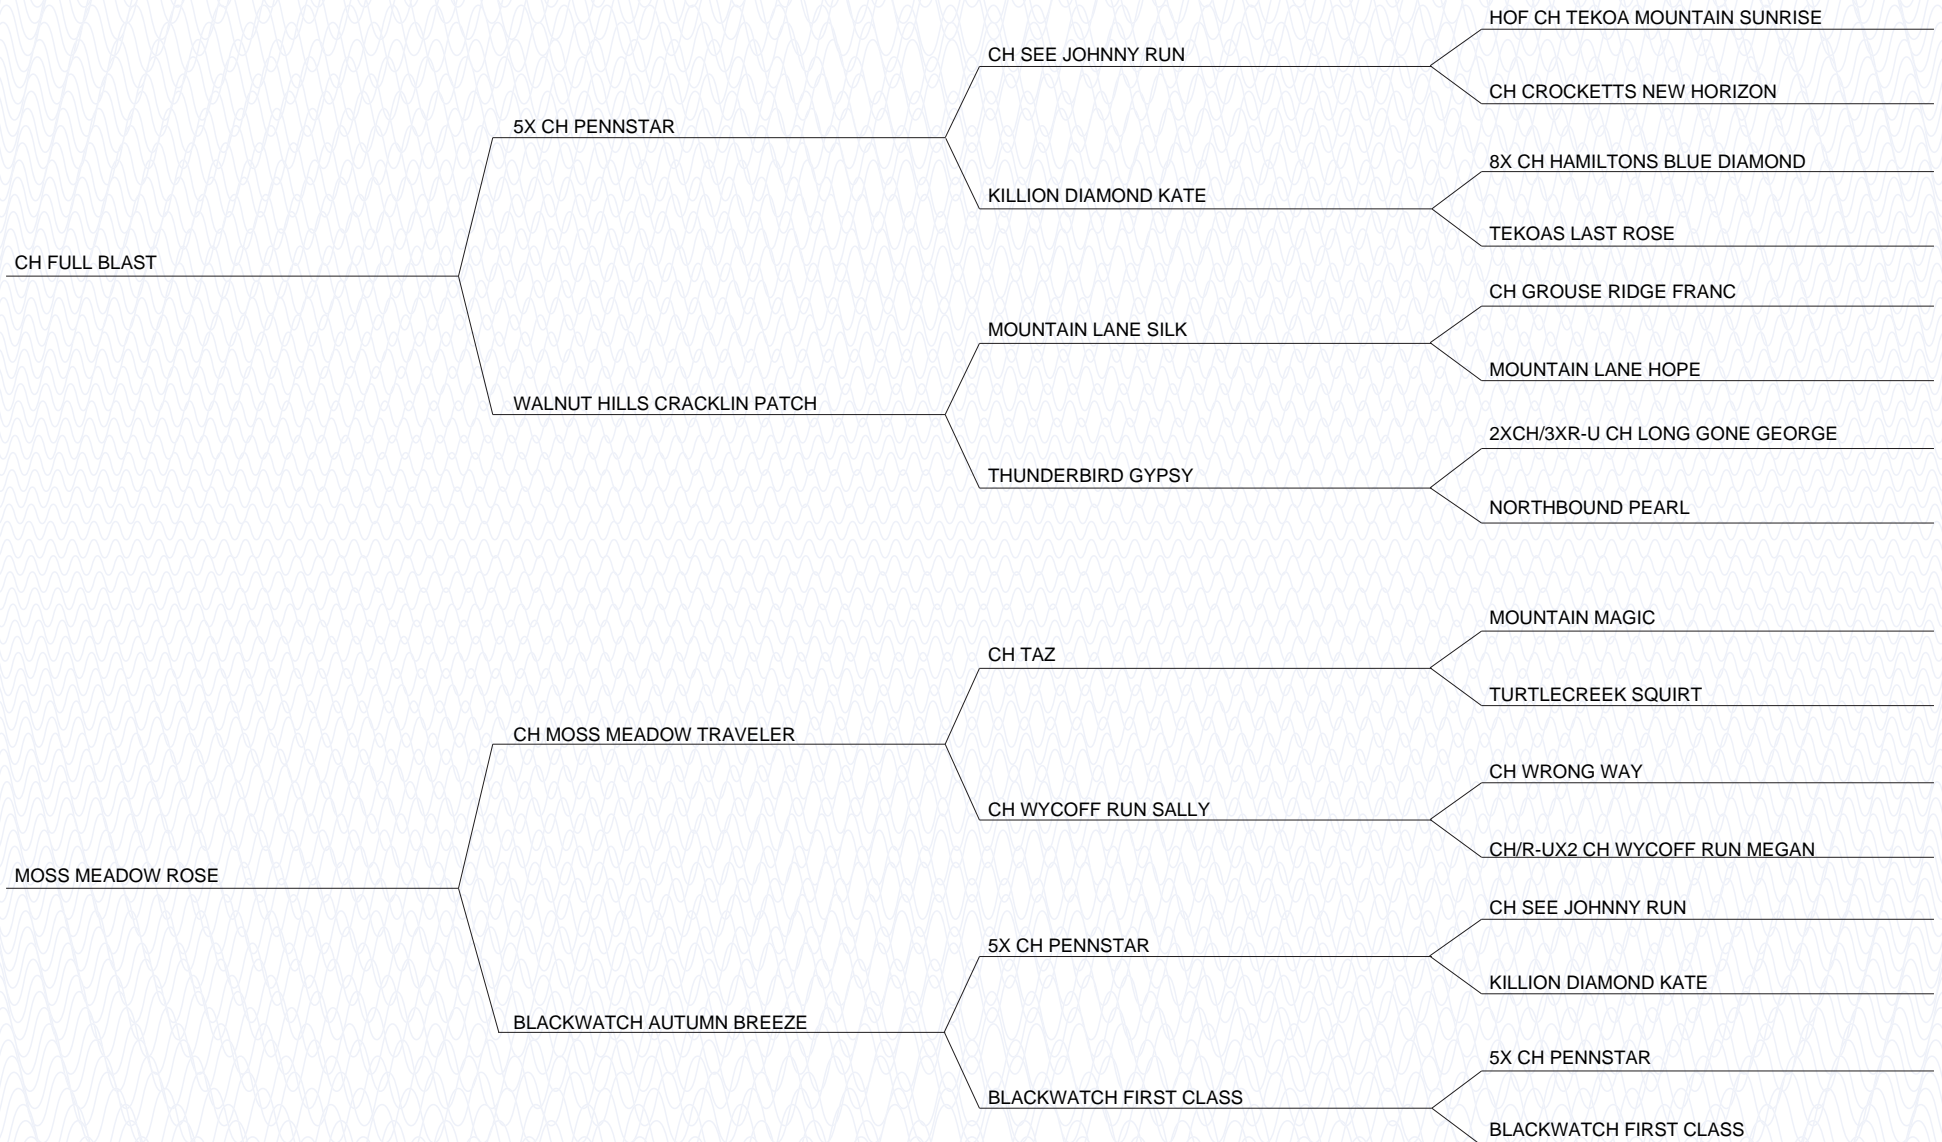 HOF CH TEKOA MOUNTAIN SUNRISE
CH SEE JOHNNY RUN
CH CROCKETTS NEW HORIZON
5X CH PENNSTAR
8X CH HAMILTONS BLUE DIAMOND
KILLION DIAMOND KATE
TEKOAS LAST ROSE
CH FULL BLAST
CH GROUSE RIDGE FRANC
MOUNTAIN LANE SILK
MOUNTAIN LANE HOPE
WALNUT HILLS CRACKLIN PATCH
2XCH/3XR-U CH LONG GONE GEORGE
THUNDERBIRD GYPSY
NORTHBOUND PEARL
MOUNTAIN MAGIC
CH TAZ
TURTLECREEK SQUIRT
CH MOSS MEADOW TRAVELER
CH WRONG WAY
CH WYCOFF RUN SALLY
CH/R-UX2 CH WYCOFF RUN MEGAN
MOSS MEADOW ROSE
CH SEE JOHNNY RUN
5X CH PENNSTAR
KILLION DIAMOND KATE
BLACKWATCH AUTUMN BREEZE
5X CH PENNSTAR
BLACKWATCH FIRST CLASS
BLACKWATCH FIRST CLASS